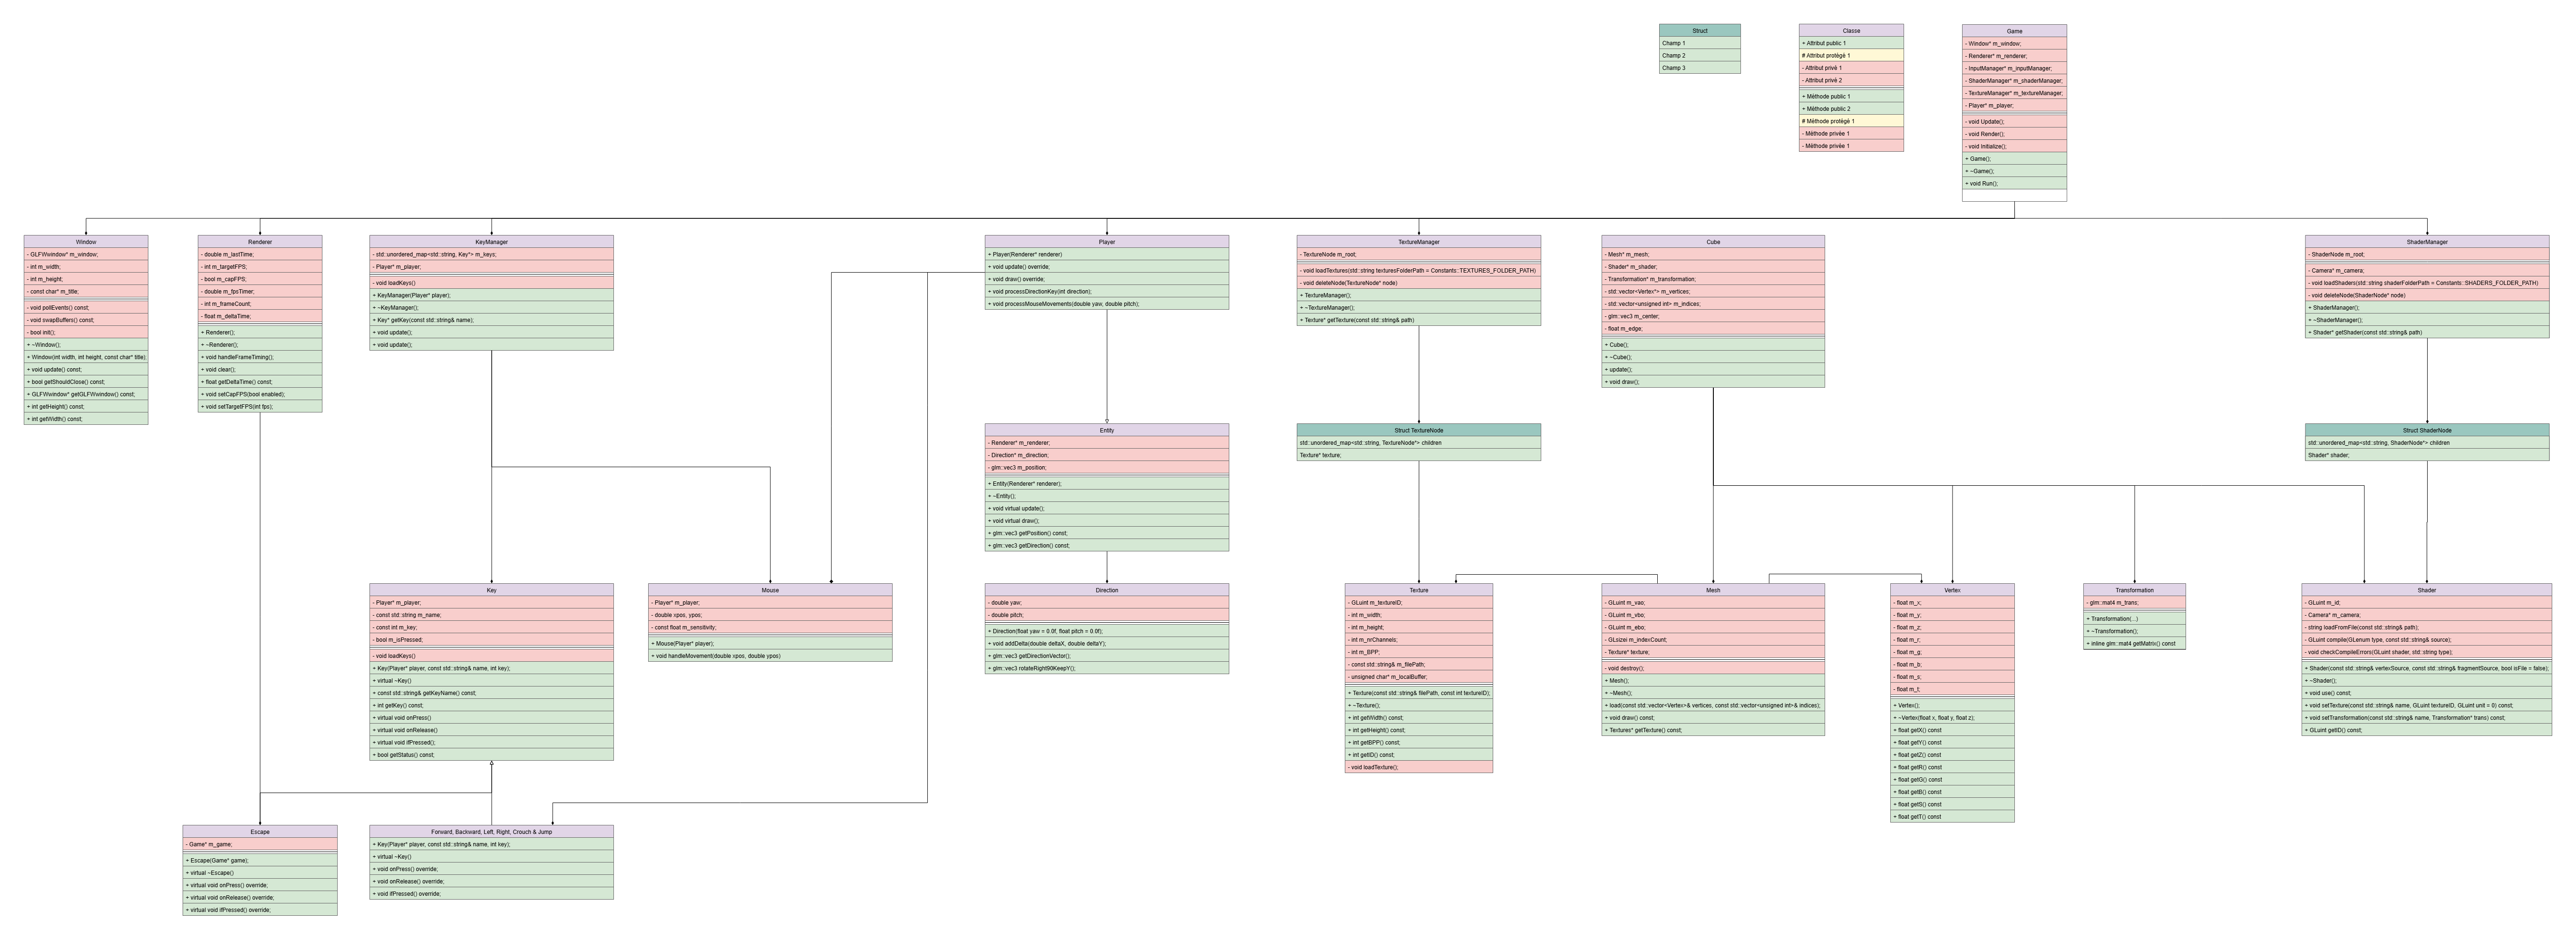 Struct
Champ 1
Champ 2
Champ 3
Classe
+ Attribut public 1
# Attribut protégé 1
- Attribut privé 1
- Attribut privé 2
+ Méthode public 1
+ Méthode public 2
# Méthode protégé 1
- Méthode privée 1
- Méthode privée 1
Game
- Window* m_window;
- Renderer* m_renderer;
- InputManager* m_inputManager;
- ShaderManager* m_shaderManager;
- TextureManager* m_textureManager;
- Player* m_player;
- void Update();
- void Render();
- void Initialize();
+ Game();
+ ~Game();
+ void Run();
Window
- GLFWwindow* m_window;
- int m_width;
- int m_height;
- const char* m_title;
- void pollEvents() const;
- void swapBuffers() const;
- bool init();
+ ~Window();
+ Window(int width, int height, const char* title);
+ void update() const;
+ bool getShouldClose() const;
+ GLFWwindow* getGLFWwindow() const;
+ int getHeight() const;
+ int getWidth() const;
Renderer
- double m_lastTime;
- int m_targetFPS;
- bool m_capFPS;
- double m_fpsTimer;
- int m_frameCount;
- float m_deltaTime;
+ Renderer();
+ ~Renderer();
+ void handleFrameTiming();
+ void clear();
+ float getDeltaTime() const;
+ void setCapFPS(bool enabled);
+ void setTargetFPS(int fps);
KeyManager
- std::unordered_map<std::string, Key*> m_keys;
- Player* m_player;
- void loadKeys()
+ KeyManager(Player* player);
+ ~KeyManager();
+ Key* getKey(const std::string& name);
+ void update();
+ void update();
Player
+ Player(Renderer* renderer)
+ void update() override;
+ void draw() override;
+ void processDirectionKey(int direction);
+ void processMouseMovements(double yaw, double pitch);
TextureManager
- TextureNode m_root;
- void loadTextures(std::string texturesFolderPath = Constants::TEXTURES_FOLDER_PATH)
- void deleteNode(TextureNode* node)
+ TextureManager();
+ ~TextureManager();
+ Texture* getTexture(const std::string& path)
Cube
- Mesh* m_mesh;
- Shader* m_shader;
- Transformation* m_transformation;
- std::vector<Vertex*> m_vertices;
- std::vector<unsigned int> m_indices;
- glm::vec3 m_center;
- float m_edge;
+ Cube();
+ ~Cube();
+ update();
+ void draw();
ShaderManager
- ShaderNode m_root;
- Camera* m_camera;
- void loadShaders(std::string shaderFolderPath = Constants::SHADERS_FOLDER_PATH)
- void deleteNode(ShaderNode* node)
+ ShaderManager();
+ ~ShaderManager();
+ Shader* getShader(const std::string& path)
Entity
- Renderer* m_renderer;
- Direction* m_direction;
- glm::vec3 m_position;
+ Entity(Renderer* renderer);
+ ~Entity();
+ void virtual update();
+ void virtual draw();
+ glm::vec3 getPosition() const;
+ glm::vec3 getDirection() const;
Struct TextureNode
std::unordered_map<std::string, TextureNode*> children
Texture* texture;
Struct ShaderNode
std::unordered_map<std::string, ShaderNode*> children
Shader* shader;
Key
- Player* m_player;
- const std::string m_name;
- const int m_key;
- bool m_isPressed;
- void loadKeys()
+ Key(Player* player, const std::string& name, int key);
+ virtual ~Key()
+ const std::string& getKeyName() const;
+ int getKey() const;
+ virtual void onPress()
+ virtual void onRelease()
+ virtual void ifPressed();
+ bool getStatus() const;
Mouse
- Player* m_player;
- double xpos, ypos;
- const float m_sensitivity;
+ Mouse(Player* player);
+ void handleMovement(double xpos, double ypos)
Direction
- double yaw;
- double pitch;
+ Direction(float yaw = 0.0f, float pitch = 0.0f);
+ void addDelta(double deltaX, double deltaY);
+ glm::vec3 getDirectionVector();
+ glm::vec3 rotateRight90KeepY();
Texture
- GLuint m_textureID;
- int m_width;
- int m_height;
- int m_nrChannels;
- int m_BPP;
- const std::string& m_filePath;
- unsigned char* m_localBuffer;
+ Texture(const std::string& filePath, const int textureID);
+ ~Texture();
+ int getWidth() const;
+ int getHeight() const;
+ int getBPP() const;
+ int getID() const;
- void loadTexture();
Mesh
- GLuint m_vao;
- GLuint m_vbo;
- GLuint m_ebo;
- GLsizei m_indexCount;
- Texture* texture;
- void destroy();
+ Mesh();
+ ~Mesh();
+ load(const std::vector<Vertex>& vertices, const std::vector<unsigned int>& indices);
+ void draw() const;
+ Textures* getTexture() const;
Vertex
- float m_x;
- float m_y;
- float m_z;
- float m_r;
- float m_g;
- float m_b;
- float m_s;
- float m_t;
+ Vertex();
+ ~Vertex(float x, float y, float z);
+ float getX() const
+ float getY() const
+ float getZ() const
+ float getR() const
+ float getG() const
+ float getB() const
+ float getS() const
+ float getT() const
Transformation
- glm::mat4 m_trans;
+ Transformation(...)
+ ~Transformation();
+ inline glm::mat4 getMatrix() const
Shader
- GLuint m_id;
- Camera* m_camera;
- string loadFromFile(const std::string& path);
- GLuint compile(GLenum type, const std::string& source);
- void checkCompileErrors(GLuint shader, std::string type);
+ Shader(const std::string& vertexSource, const std::string& fragmentSource, bool isFile = false);
+ ~Shader();
+ void use() const;
+ void setTexture(const std::string& name, GLuint textureID, GLuint unit = 0) const;
+ void setTransformation(const std::string& name, Transformation* trans) const;
+ GLuint getID() const;
Escape
- Game* m_game;
+ Escape(Game* game);
+ virtual ~Escape()
+ virtual void onPress() override;
+ virtual void onRelease() override;
+ virtual void ifPressed() override;
Forward, Backward, Left, Right, Crouch & Jump
+ Key(Player* player, const std::string& name, int key);
+ virtual ~Key()
+ void onPress() override;
+ void onRelease() override;
+ void ifPressed() override;